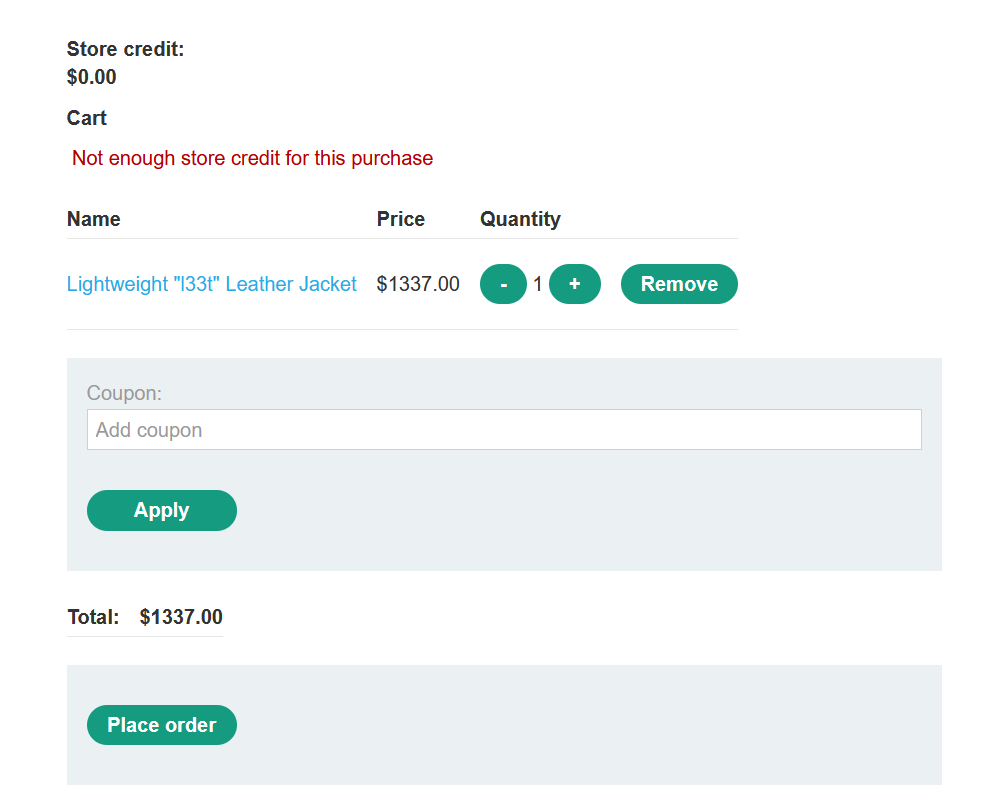 Store credit:
$0.00
Cart
Not enough store credit for this purchase
Name Price Quantity
Lightweight "l33t" Leather Jacket $1337.00 - 1 + Remove
Coupon:
Add coupon
Apply
Total: $1337.00
Place order